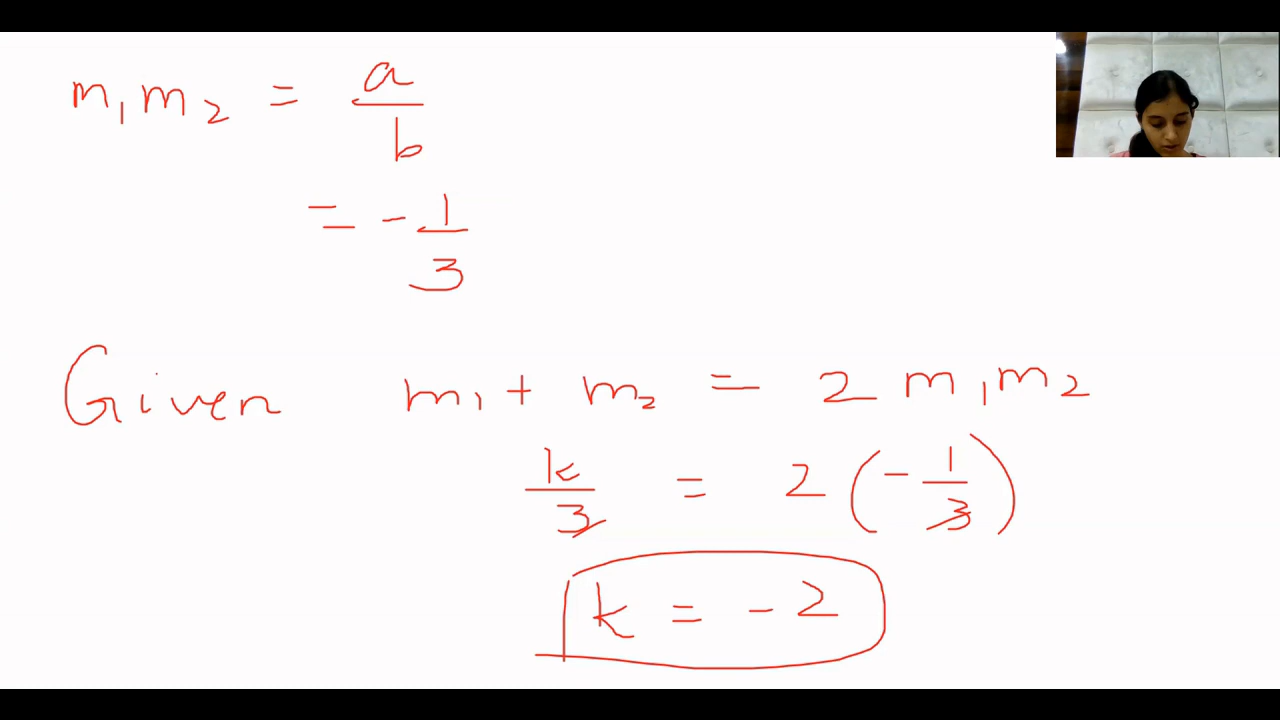 m₁m₂ = a/b
= -1/3
Given m₁ + m₂ = 2 m₁m₂
k/3 = 2 (-1/3)
k = -2